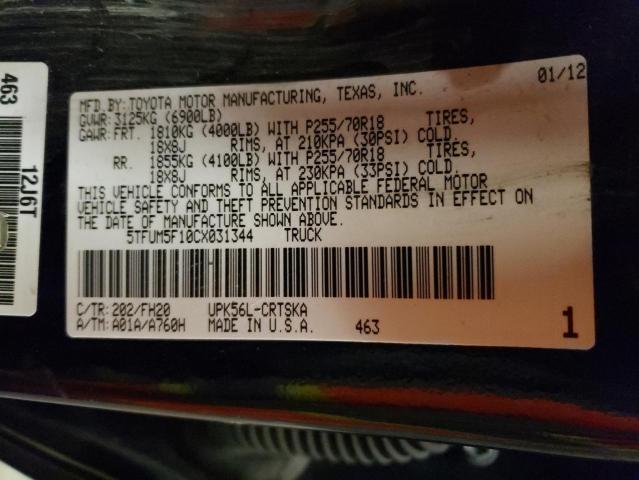 MFD.BY:TOYOTA MOTOR MANUFACTURING, TEXAS, INC. 01/12
GVWR:3125KG (6900LB)
GAWR:FRT. 1810KG (4000LB) WITH P255/70R18 TIRES,
18X8J RIMS, AT 210KPA (30PSI) COLD.
RR. 1855KG (4100LB) WITH P255/70R18 TIRES,
18X8J RIMS, AT 230KPA (33PSI) COLD.
THIS VEHICLE CONFORMS TO ALL APPLICABLE FEDERAL MOTOR
VEHICLE SAFETY AND THEFT PREVENTION STANDARDS IN EFFECT ON
THE DATE OF MANUFACTURE SHOWN ABOVE.
5TFUM5F10CX031344 TRUCK
C/TR:202/FH20 UPK56L-CRTSKA
A/TM:A01A/A760H MADE IN U.S.A. 463 1
463
1216T